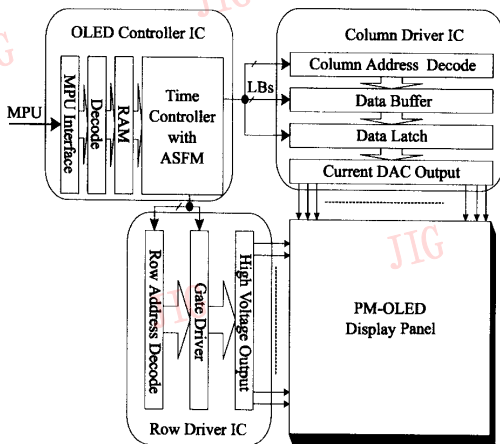 OLED Controller IC
MPU
MPU Interface
Decode
RAM
Time
Controller
with
ASFM
LBs
Column Driver IC
Column Address Decode
Data Buffer
Data Latch
Current DAC Output
Row Address Decode
Gate Driver
High Voltage Output
Row Driver IC
PM-OLED
Display Panel
JIG
JIG
JIG
JIG